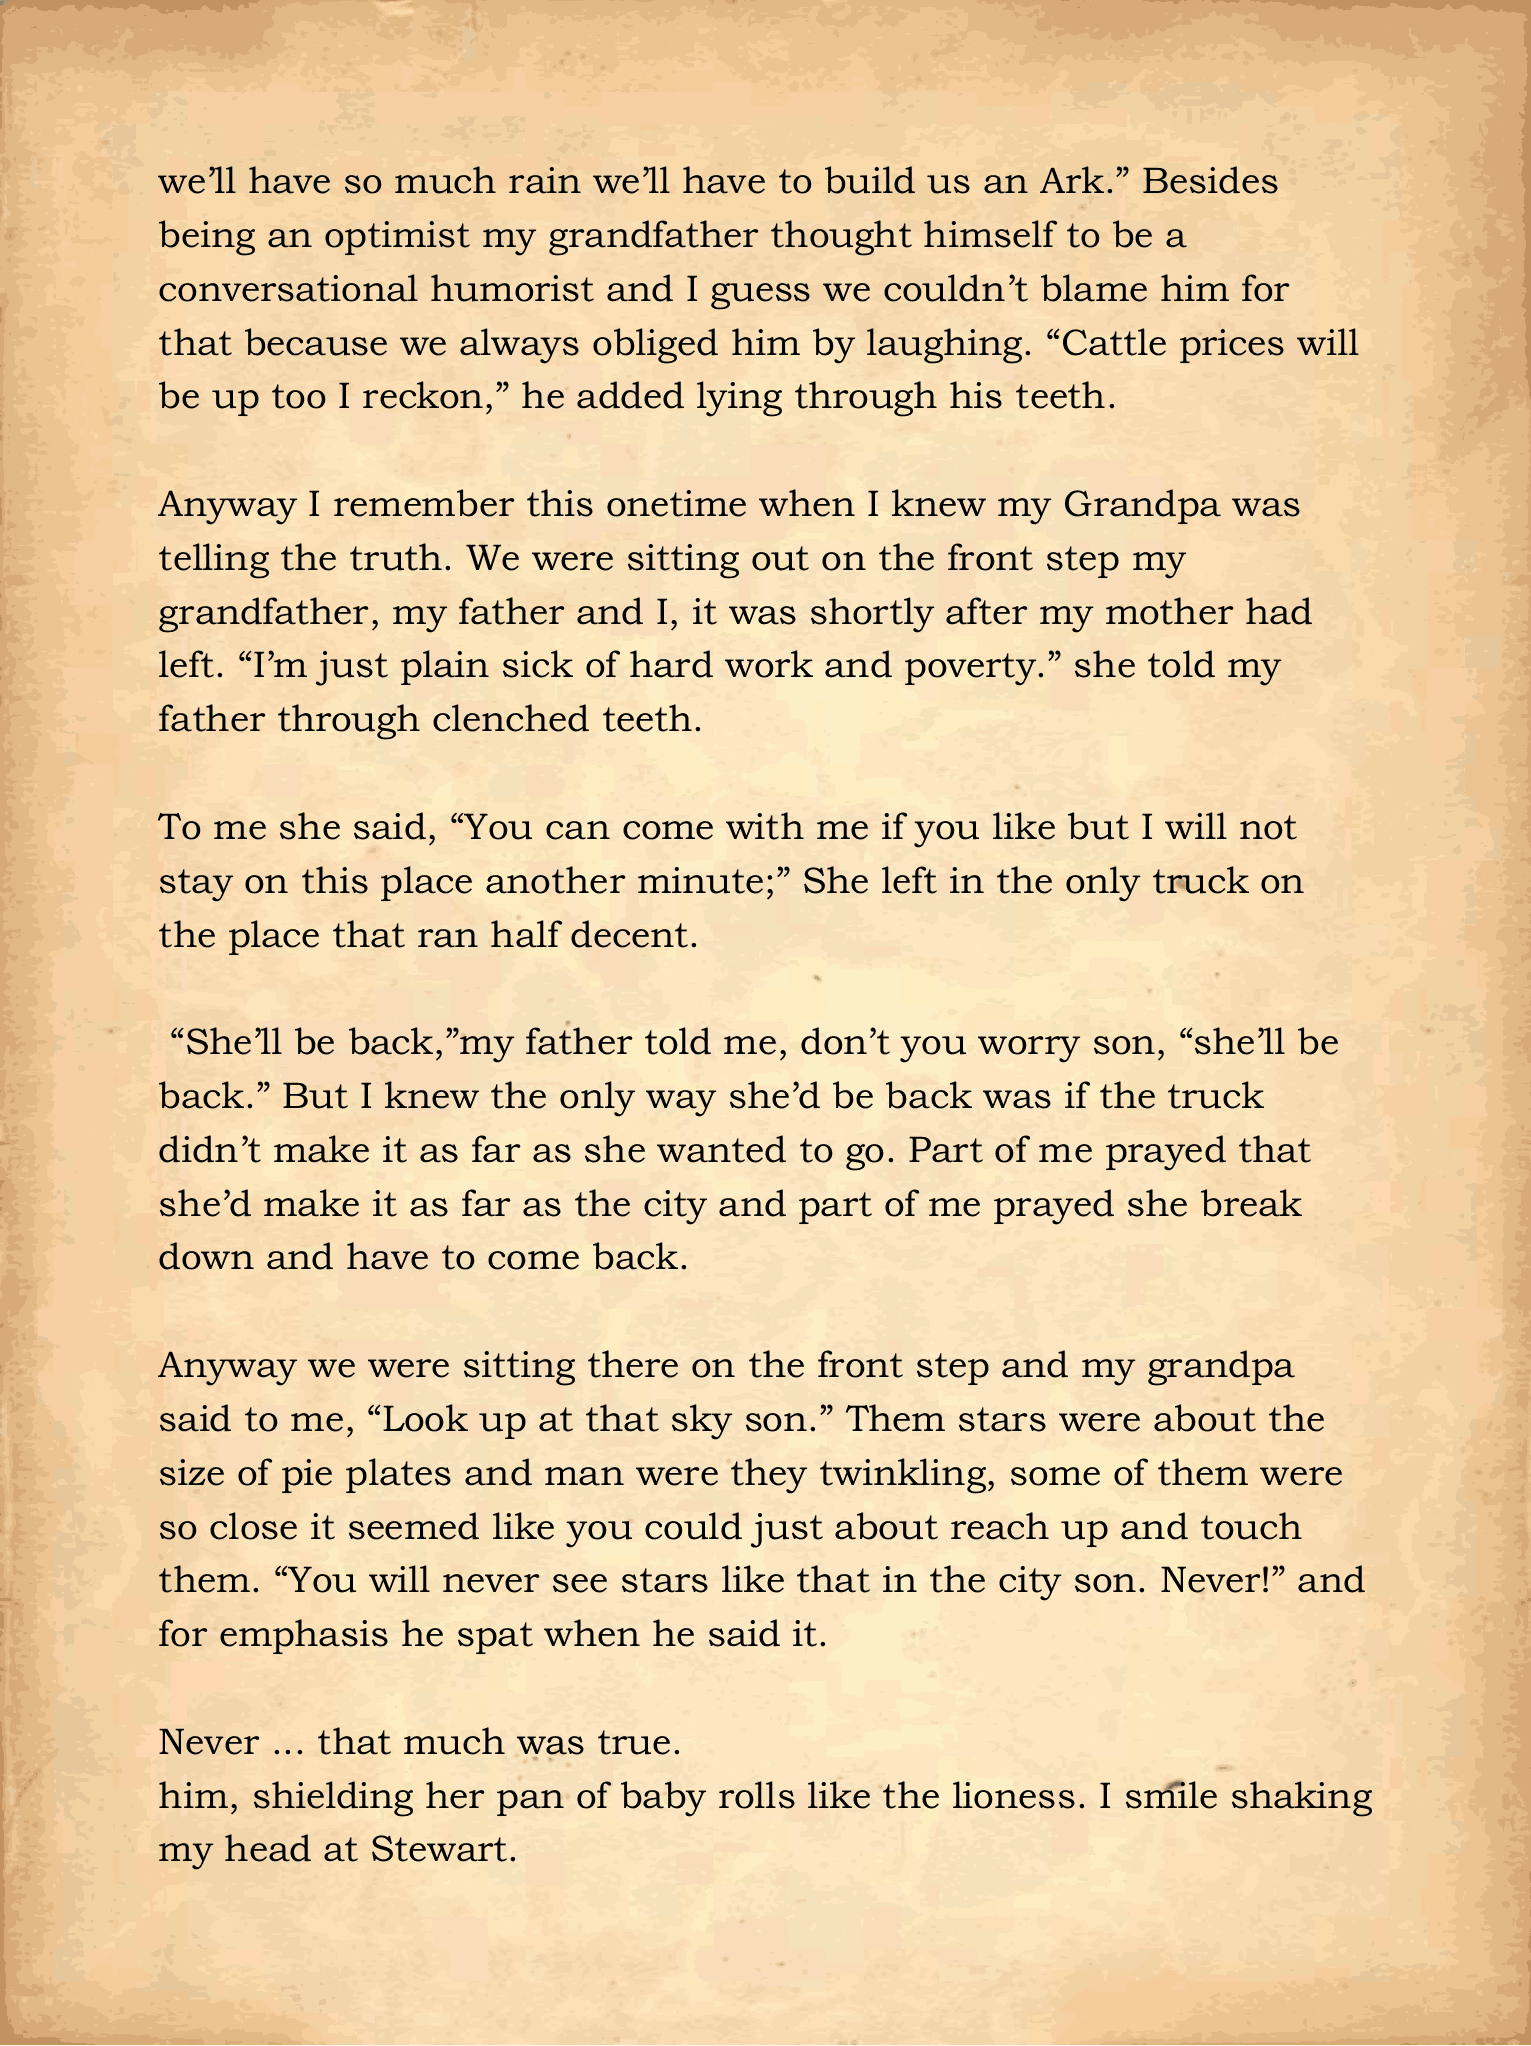 we’ll have so much rain we’ll have to build us an Ark.” Besides
being an optimist my grandfather thought himself to be a
conversational humorist and I guess we couldn’t blame him for
that because we always obliged him by laughing. “Cattle prices will
be up too I reckon,” he added lying through his teeth.
Anyway I remember this onetime when I knew my Grandpa was
telling the truth. We were sitting out on the front step my
grandfather, my father and I, it was shortly after my mother had
left. “I’m just plain sick of hard work and poverty.” she told my
father through clenched teeth.
To me she said, “You can come with me if you like but I will not
stay on this place another minute;” She left in the only truck on
the place that ran half decent.
“She’ll be back,”my father told me, don’t you worry son, “she’ll be
back.” But I knew the only way she’d be back was if the truck
didn’t make it as far as she wanted to go. Part of me prayed that
she’d make it as far as the city and part of me prayed she break
down and have to come back.
Anyway we were sitting there on the front step and my grandpa
said to me, “Look up at that sky son.” Them stars were about the
size of pie plates and man were they twinkling, some of them were
so close it seemed like you could just about reach up and touch
them. “You will never see stars like that in the city son. Never!” and
for emphasis he spat when he said it.
Never ... that much was true.
him, shielding her pan of baby rolls like the lioness. I smile shaking
my head at Stewart.